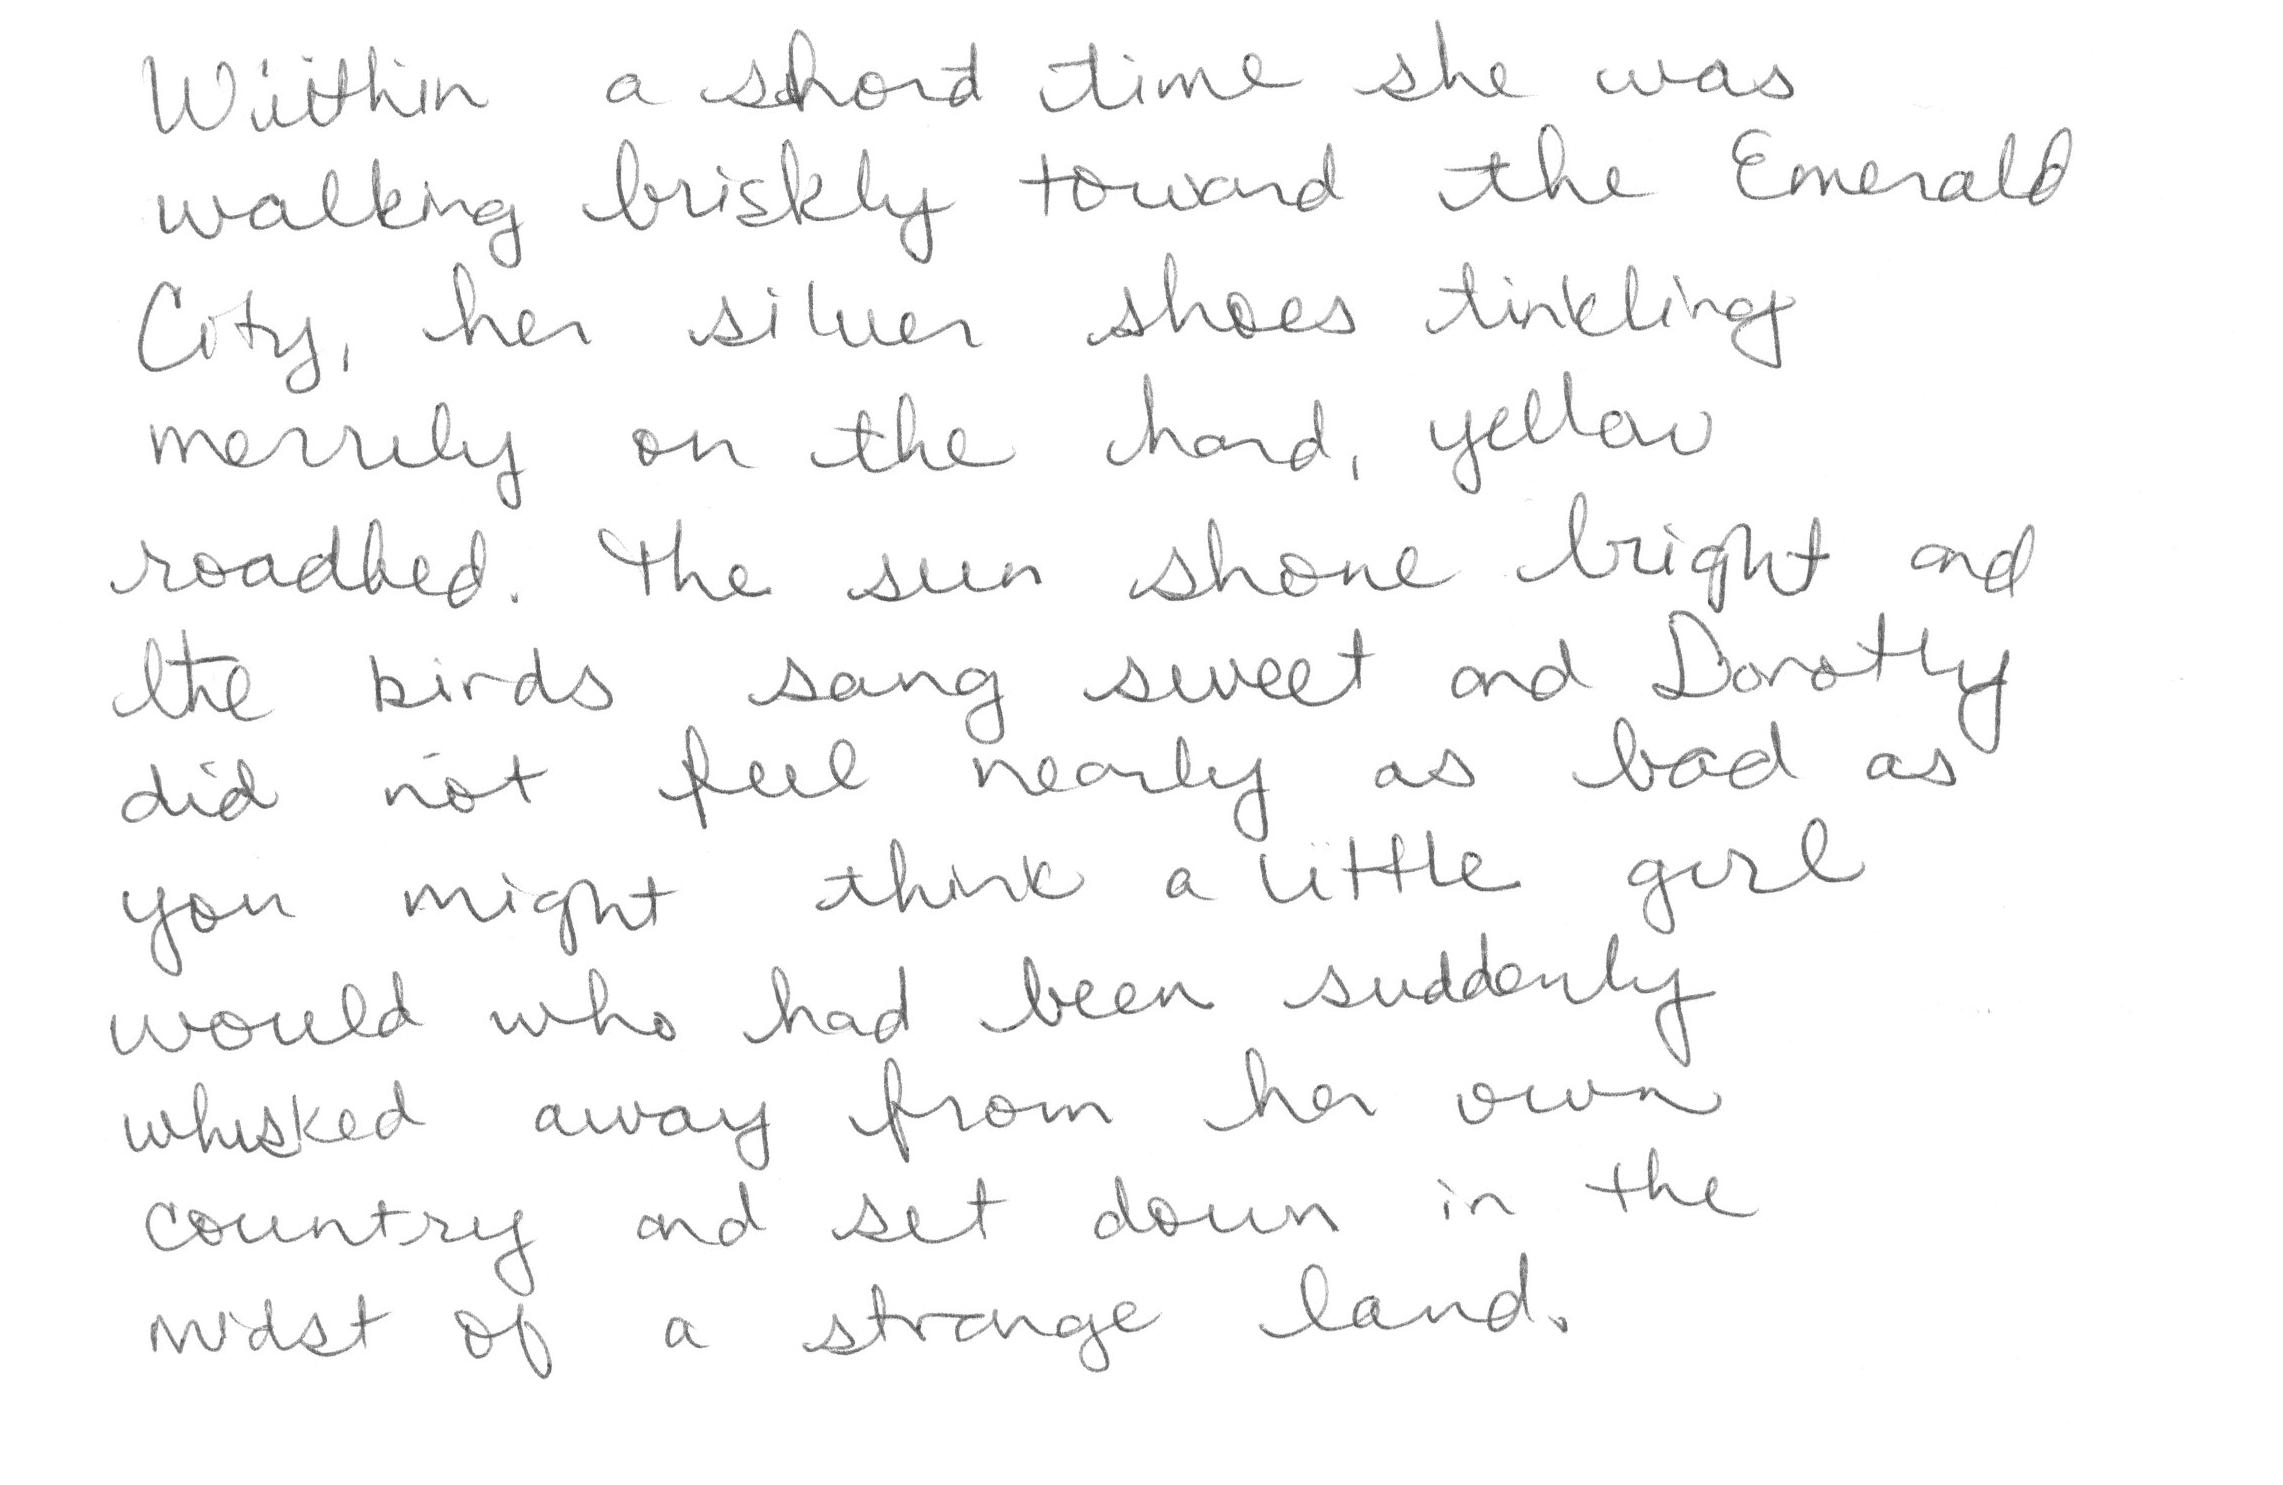 Within a short time she was
walking briskly toward the Emerald
City, her silver shoes tinkling
merrily on the hard, yellow
roadbed. The sun shone bright and
the birds sang sweet and Dorothy
did not feel nearly as bad as
you might think a little girl
would who had been suddenly
whisked away from her own
country and set down in the
midst of a strange land.